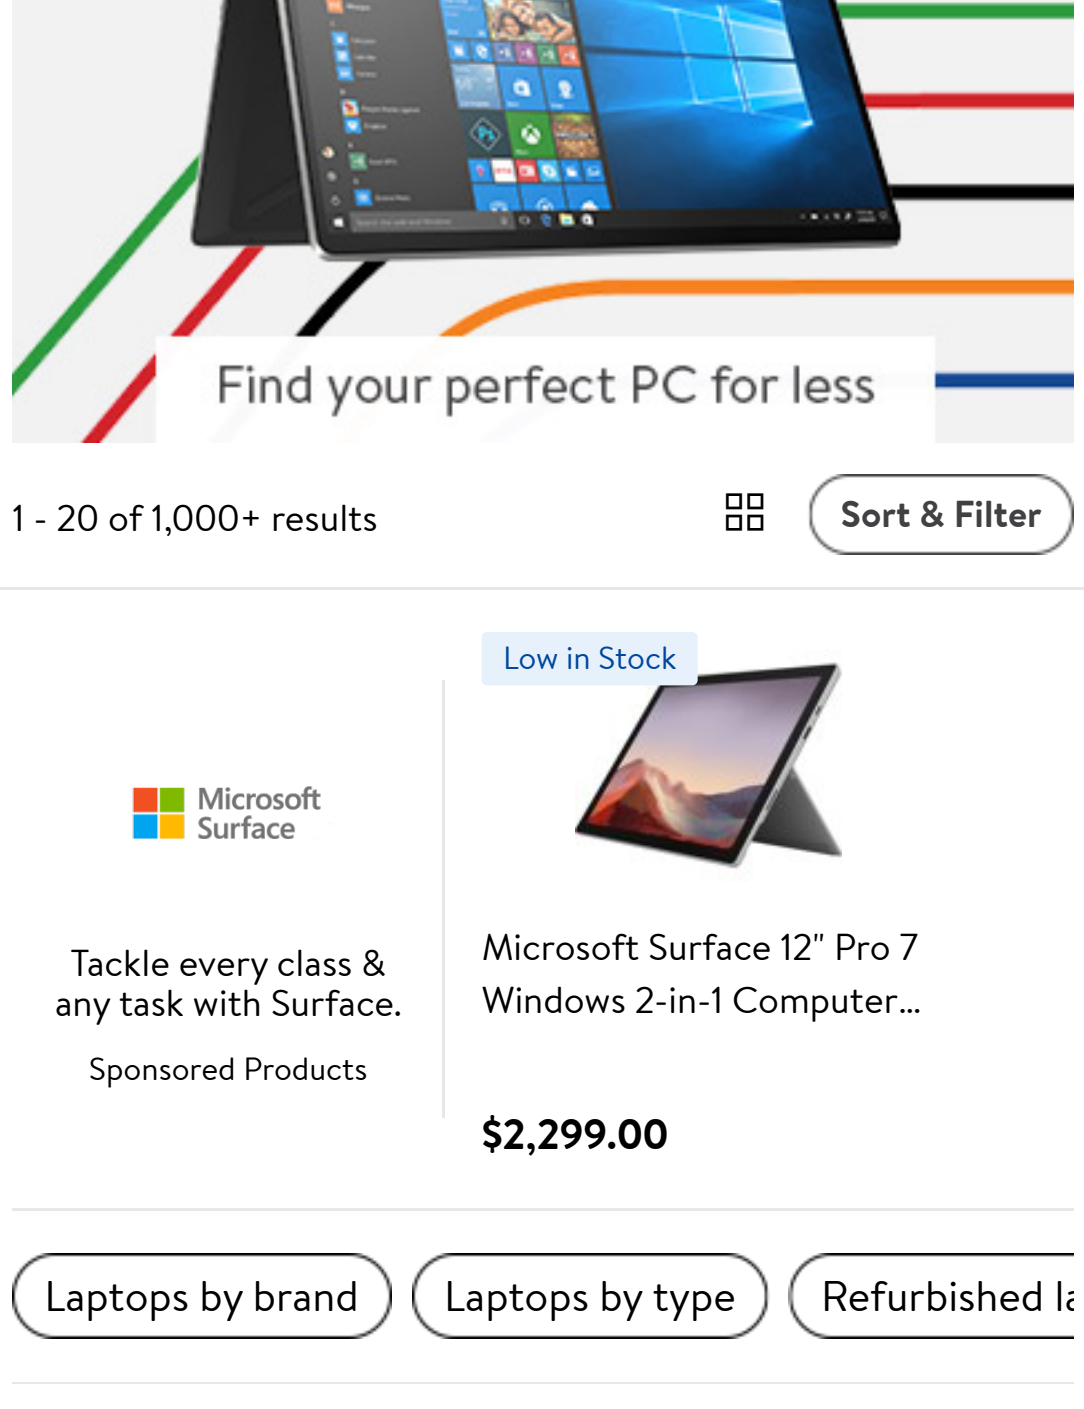 Find your perfect PC for less
1 - 20 of 1,000+ results
Sort & Filter
Low in Stock
Microsoft
Surface
Tackle every class &
any task with Surface.
Sponsored Products
Microsoft Surface 12" Pro 7
Windows 2-in-1 Computer...
$2,299.00
Laptops by brand
Laptops by type
Refurbished la